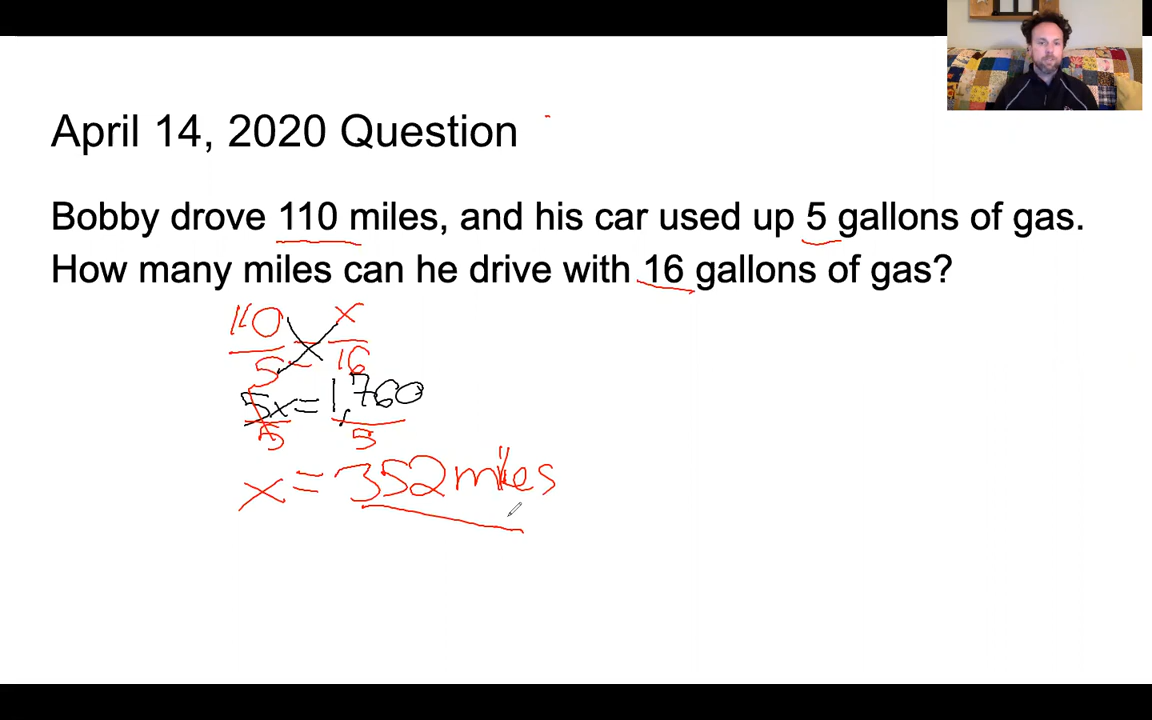 April 14, 2020 Question
Bobby drove 110 miles, and his car used up 5 gallons of gas.
How many miles can he drive with 16 gallons of gas?
110 x
5 16
5x = 1,760
5 5
x = 352 miles